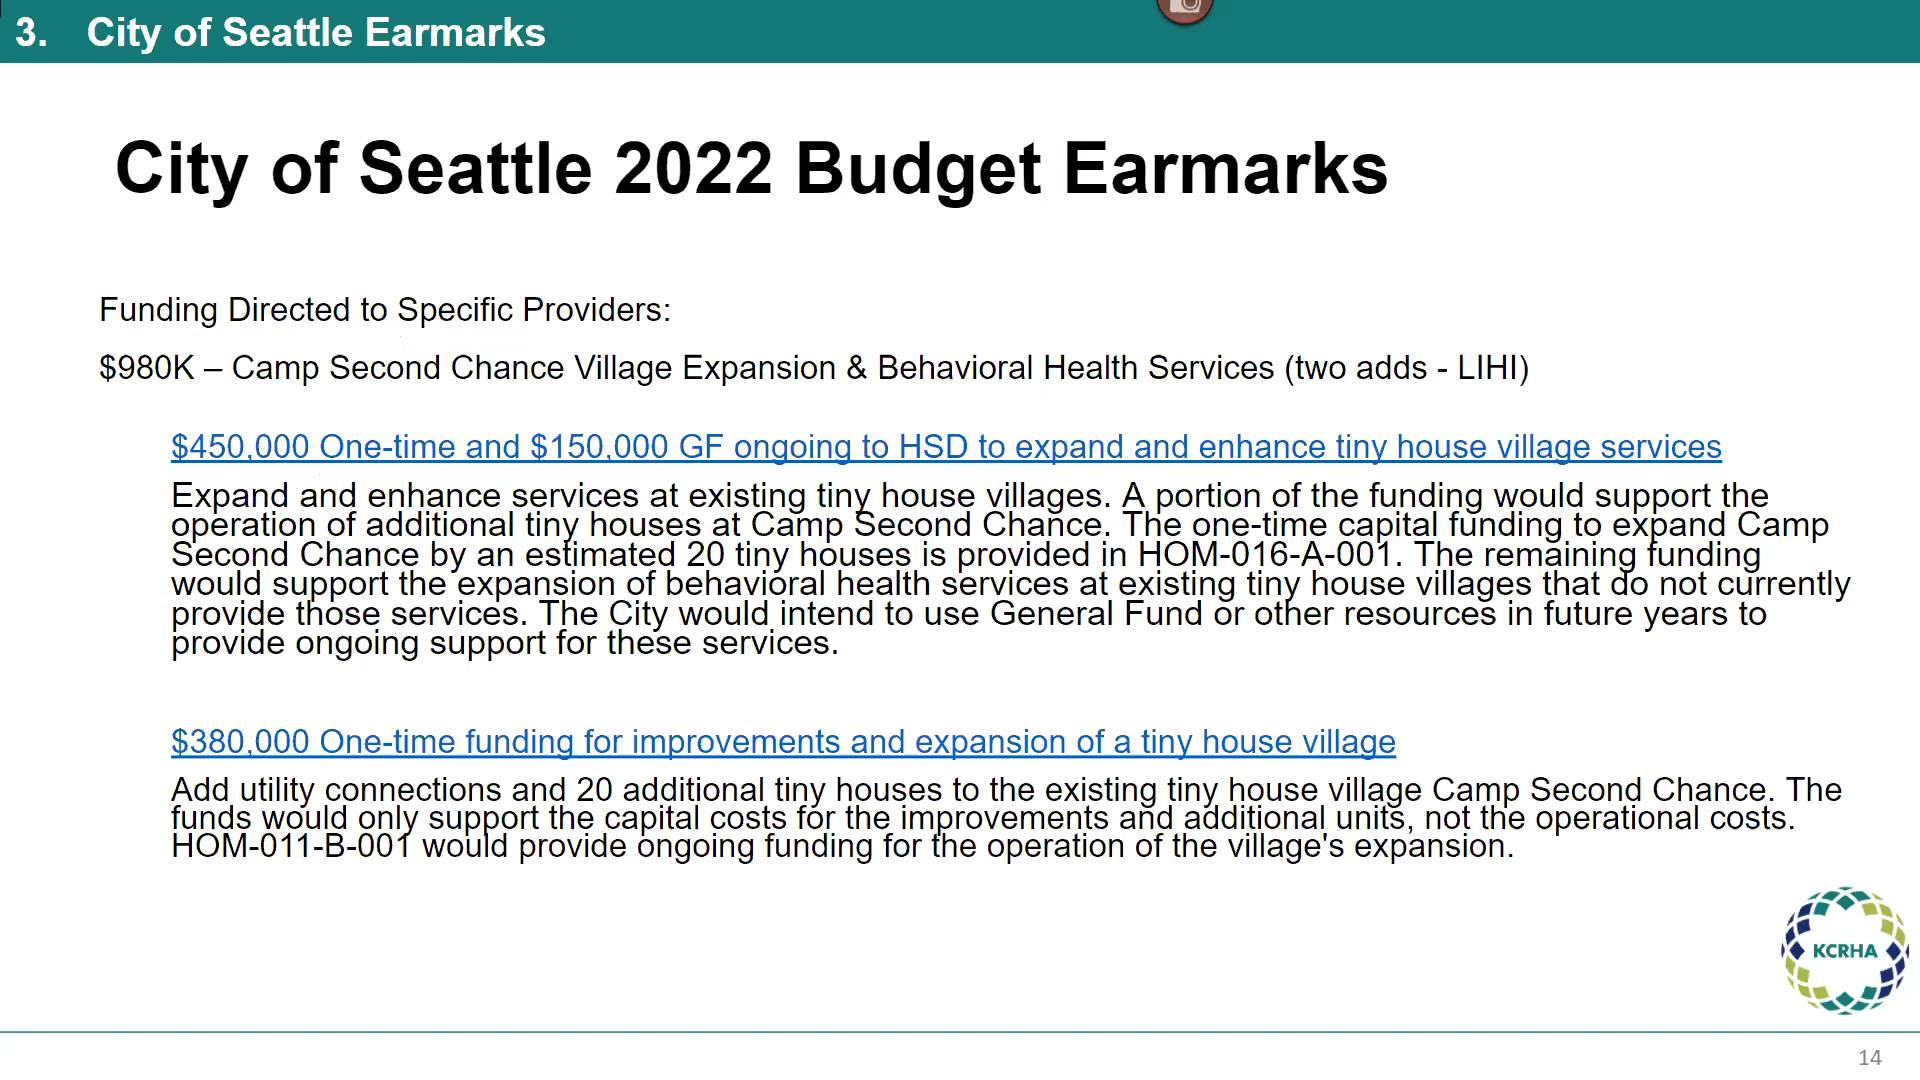 3. City of Seattle Earmarks
City of Seattle 2022 Budget Earmarks
Funding Directed to Specific Providers:
$980K – Camp Second Chance Village Expansion & Behavioral Health Services (two adds - LIHI)
$450,000 One-time and $150,000 GF ongoing to HSD to expand and enhance tiny house village services
Expand and enhance services at existing tiny house villages. A portion of the funding would support the
operation of additional tiny houses at Camp Second Chance. The one-time capital funding to expand Camp
Second Chance by an estimated 20 tiny houses is provided in HOM-016-A-001. The remaining funding
would support the expansion of behavioral health services at existing tiny house villages that do not currently
provide those services. The City would intend to use General Fund or other resources in future years to
provide ongoing support for these services.
$380,000 One-time funding for improvements and expansion of a tiny house village
Add utility connections and 20 additional tiny houses to the existing tiny house village Camp Second Chance. The
funds would only support the capital costs for the improvements and additional units, not the operational costs.
HOM-011-B-001 would provide ongoing funding for the operation of the village's expansion.
KCRHA
14